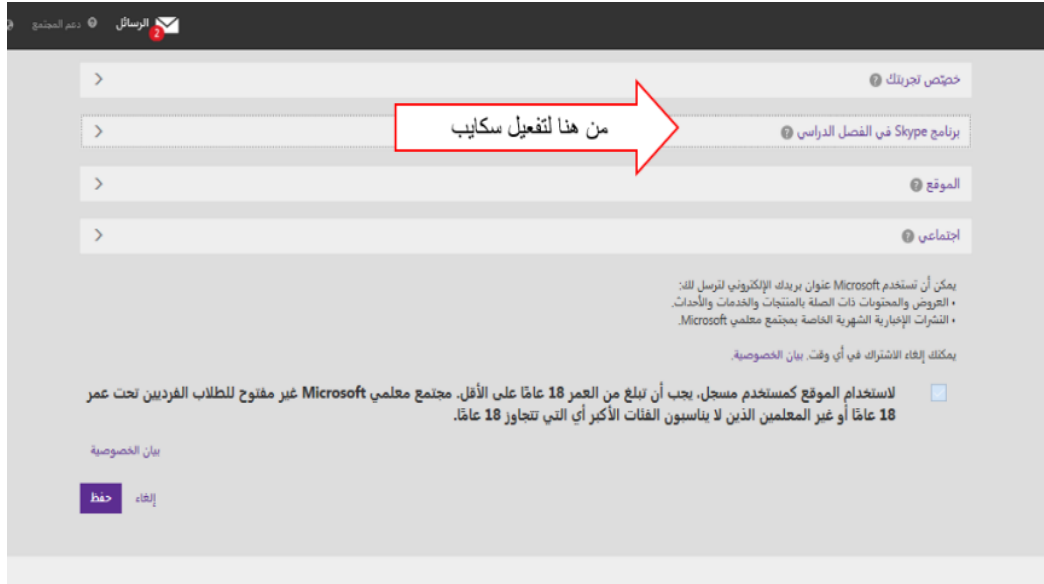 الرسائل دعم المجتمع
2
خصّص تجربتك
من هنا لتفعيل سكايب
برنامج Skype في الفصل الدراسي
الموقع
اجتماعي
يمكن أن تستخدم Microsoft عنوان بريدك الإلكتروني لترسل لك:
• العروض والمحتويات ذات الصلة بالمنتجات والخدمات والأحداث.
• النشرات الإخبارية الشهرية الخاصة بمجتمع معلمي Microsoft.
يمكنك إلغاء الاشتراك في أي وقت. بيان الخصوصية.
لاستخدام الموقع كمستخدم مسجل، يجب أن تبلغ من العمر 18 عامًا على الأقل. مجتمع معلمي Microsoft غير مفتوح للطلاب الفرديين تحت عمر
18 عامًا أو غير المعلمين الذين لا يناسبون الفئات الأكبر أي التي تتجاوز 18 عامًا.
بيان الخصوصية
إلغاء حفظ